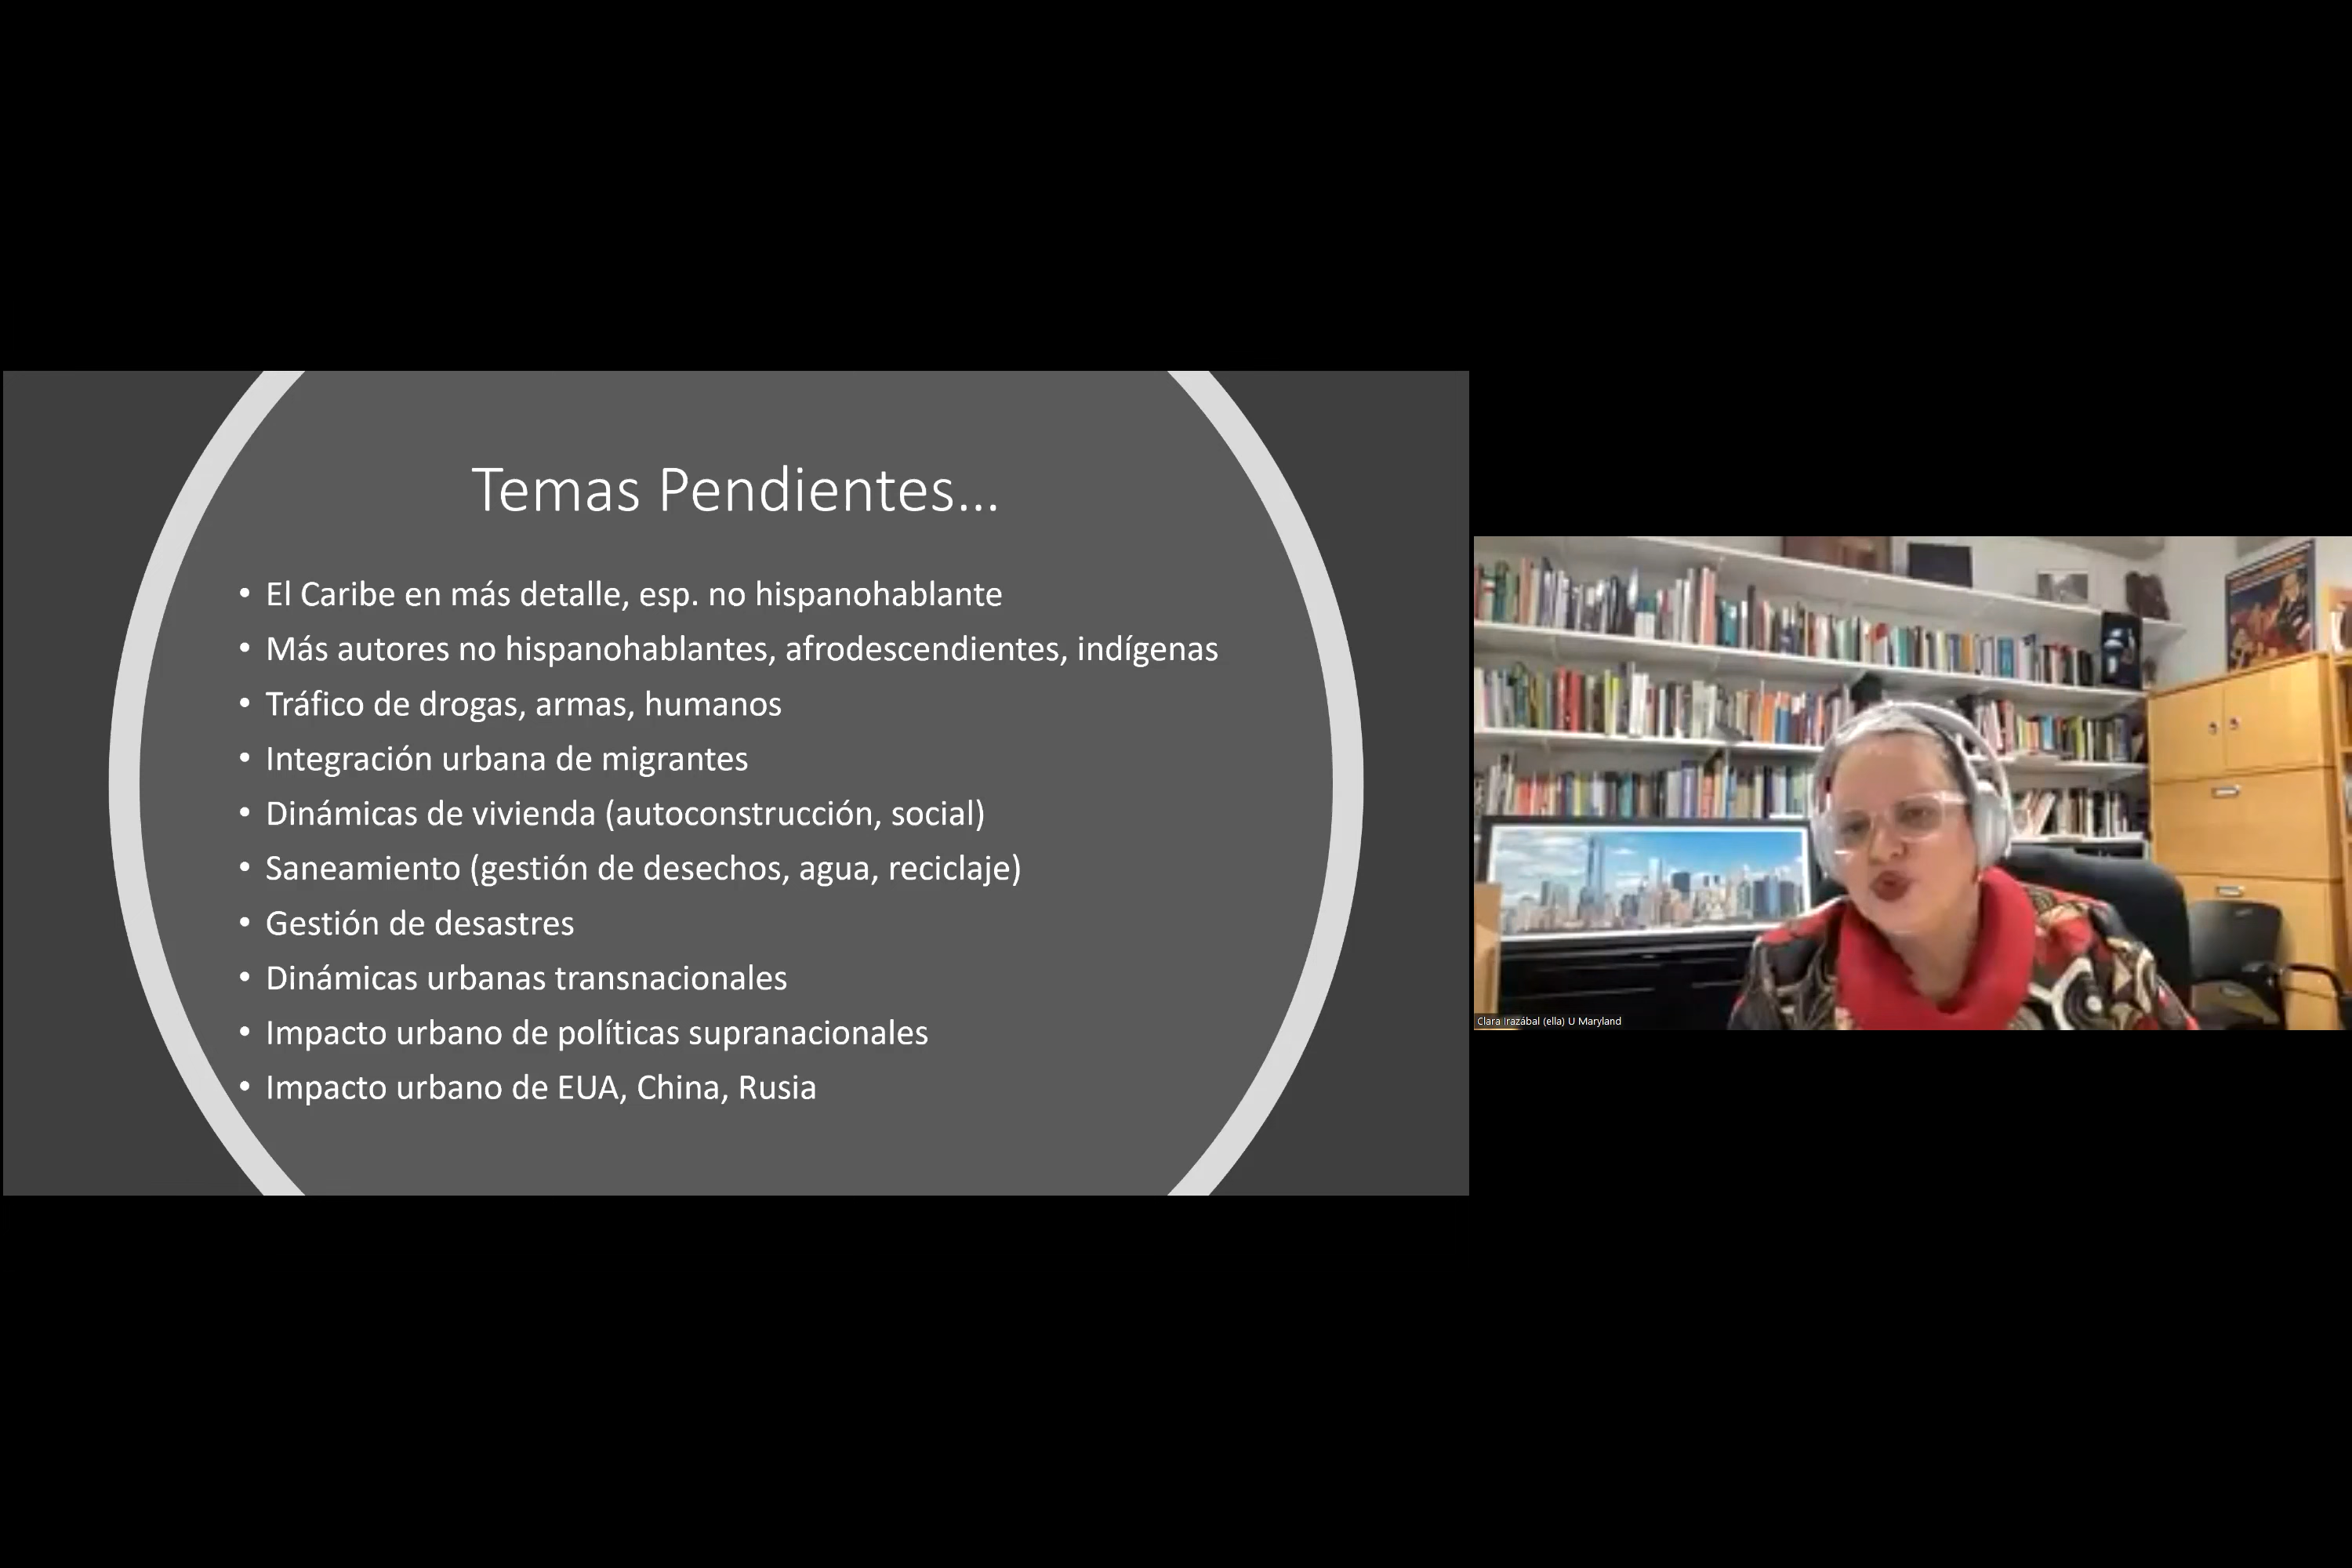 Temas Pendientes...
• El Caribe en más detalle, esp. no hispanohablante
• Más autores no hispanohablantes, afrodescendientes, indígenas
• Tráfico de drogas, armas, humanos
• Integración urbana de migrantes
• Dinámicas de vivienda (autoconstrucción, social)
• Saneamiento (gestión de desechos, agua, reciclaje)
• Gestión de desastres
• Dinámicas urbanas transnacionales
• Impacto urbano de políticas supranacionales
• Impacto urbano de EUA, China, Rusia
Clara Irazábal (ella) U Maryland